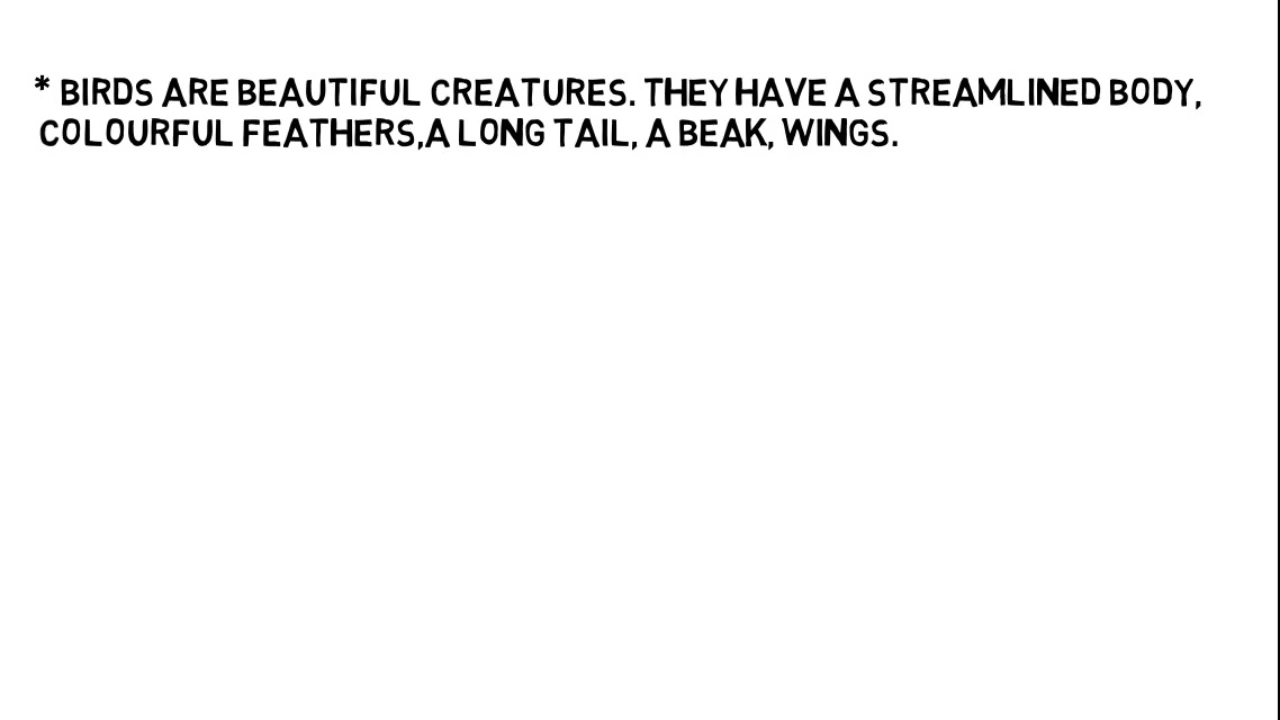 * BIRDS ARE BEAUTIFUL CREATURES. THEY HAVE A STREAMLINED BODY,
COLOURFUL FEATHERS,A LONG TAIL, A BEAK, WINGS.